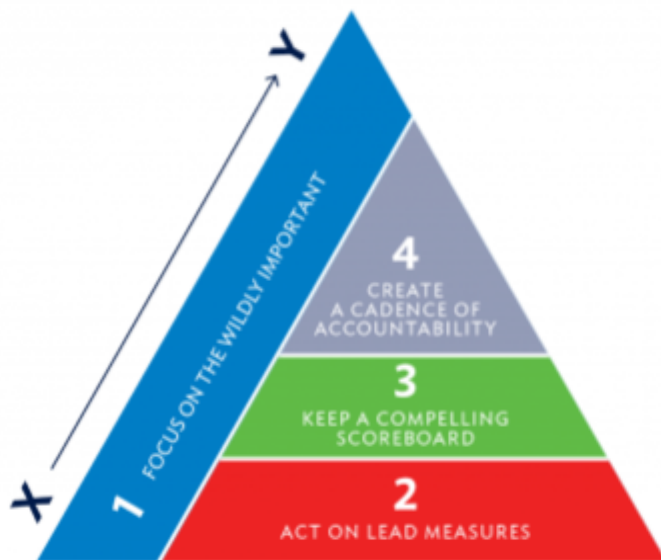 Y
X
1 FOCUS ON THE WILDLY IMPORTANT
4
CREATE
A CADENCE OF
ACCOUNTABILITY
3
KEEP A COMPELLING
SCOREBOARD
2
ACT ON LEAD MEASURES